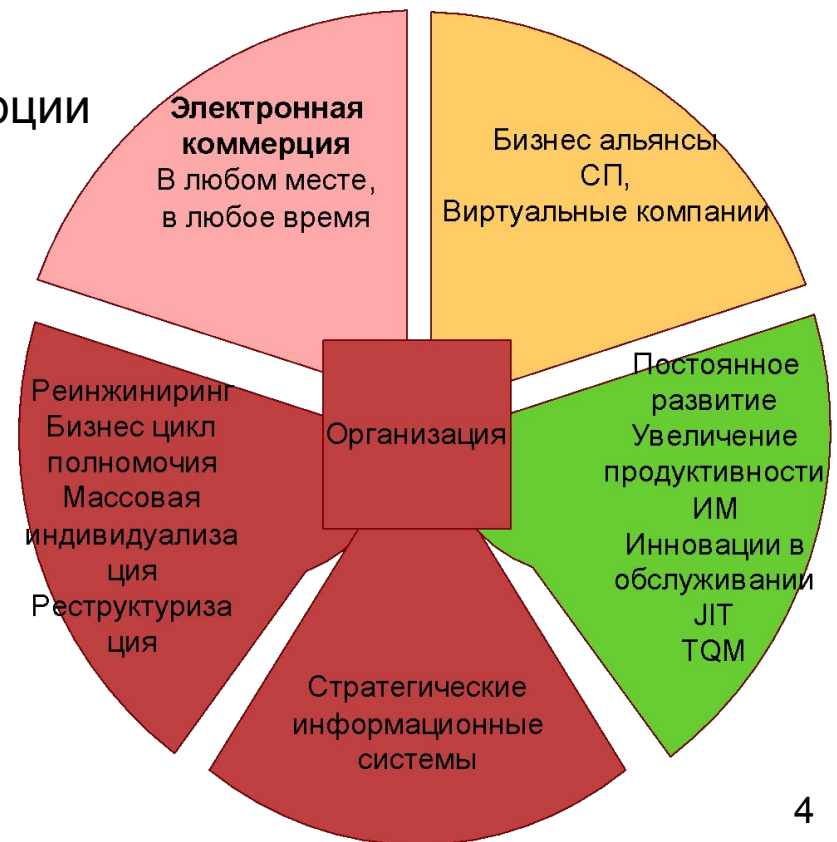 Электронная
коммерция
В любом месте,
в любое время
Бизнес альянсы
СП,
Виртуальные компании
Реинжиниринг
Бизнес цикл
полномочия
Массовая
индивидуализа
ция
Реструктуриза
ция
Организация
Постоянное
развитие
Увеличение
продуктивности
ИМ
Инновации в
обслуживании
JIT
TQM
Стратегические
информационные
системы
4